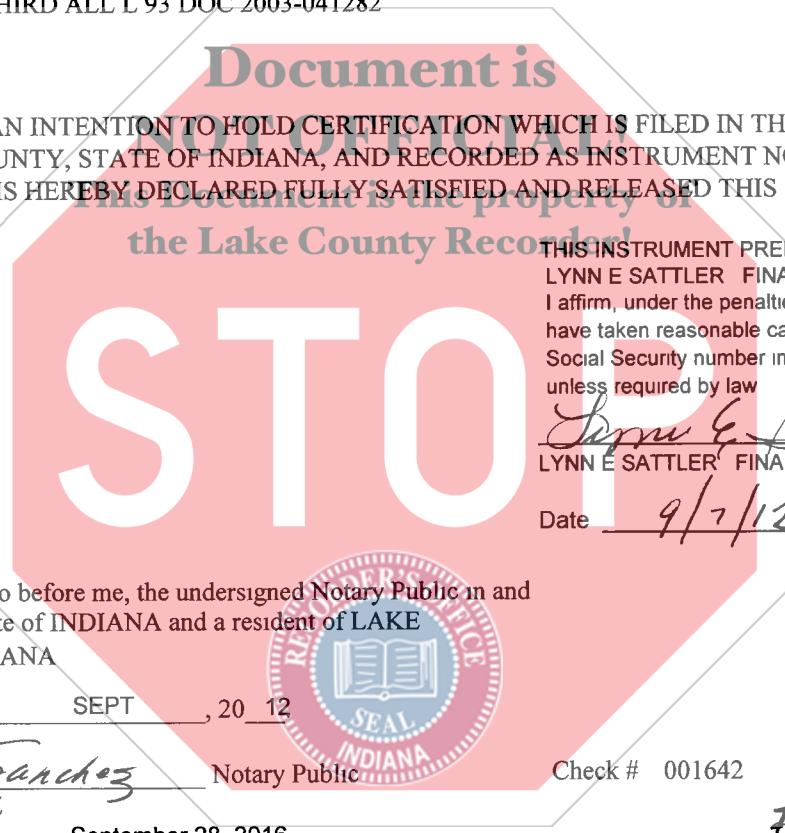 HIRD ALL L 93 DOC 2003-041282
Document is
NOT OFFICIAL!
AN INTENTION TO HOLD CERTIFICATION WHICH IS FILED IN TH
UNTY, STATE OF INDIANA, AND RECORDED AS INSTRUMENT NO
IS HEREBY DECLARED FULLY SATISFIED AND RELEASED THIS
This Document is the property of
the Lake County Recorder!
THIS INSTRUMENT PRE
LYNN E SATTLER FINA
I affirm, under the penaltie
have taken reasonable ca
Social Security number in
unless required by law
STOP
Lynn E
LYNN E SATTLER FINA
Date 9/7/12
o before me, the undersigned Notary Public in and
te of INDIANA and a resident of LAKE
ANA
RECORDER'S OFFICE
SEAL
INDIANA
SEPT , 20 12
Sanchez Notary Public
Check # 001642
September 28, 2016